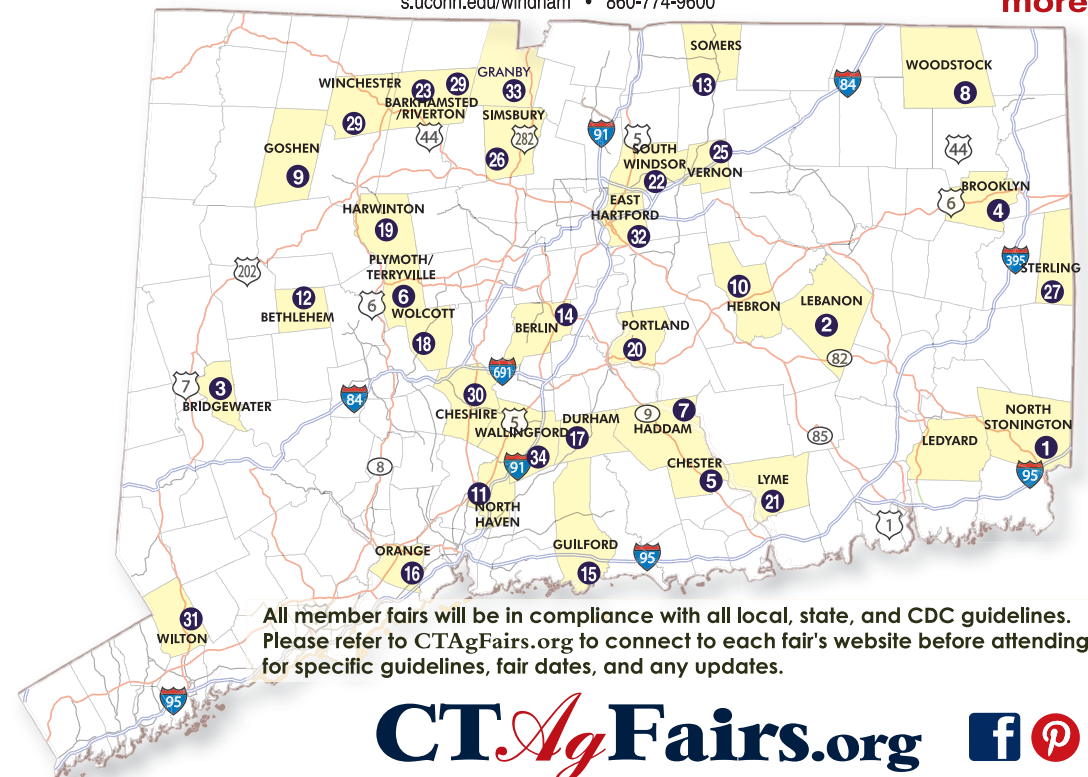 s.uconn.edu/windham • 860-774-9600
more
SOMERS
13
84
WOODSTOCK
8
WINCHESTER
23
29
GRANBY
33
BARKHAMSTED
/RIVERTON
SIMSBURY
29
44
282
91
5
GOSHEN
9
26
SOUTH
WINDSOR
22
25
VERNON
44
BROOKLYN
6
4
HARWINTON
19
EAST
HARTFORD
32
PLYMOTH/
TERRYVILLE
6
202
6
395
STERLING
27
12
BETHLEHEM
WOLCOTT
18
10
HEBRON
LEBANON
2
BERLIN
14
PORTLAND
20
82
691
7
3
BRIDGEWATER
84
30
CHESHIRE
5
WALLINGFORD
34
DURHAM
17
9
7
HADDAM
85
LEDYARD
NORTH
STONINGTON
1
95
8
91
CHESTER
5
LYME
21
11
NORTH
HAVEN
1
ORANGE
16
GUILFORD
15
95
31
WILTON
95
All member fairs will be in compliance with all local, state, and CDC guidelines.
Please refer to CTAgFairs.org to connect to each fair's website before attending
for specific guidelines, fair dates, and any updates.
CTAgFairs.org